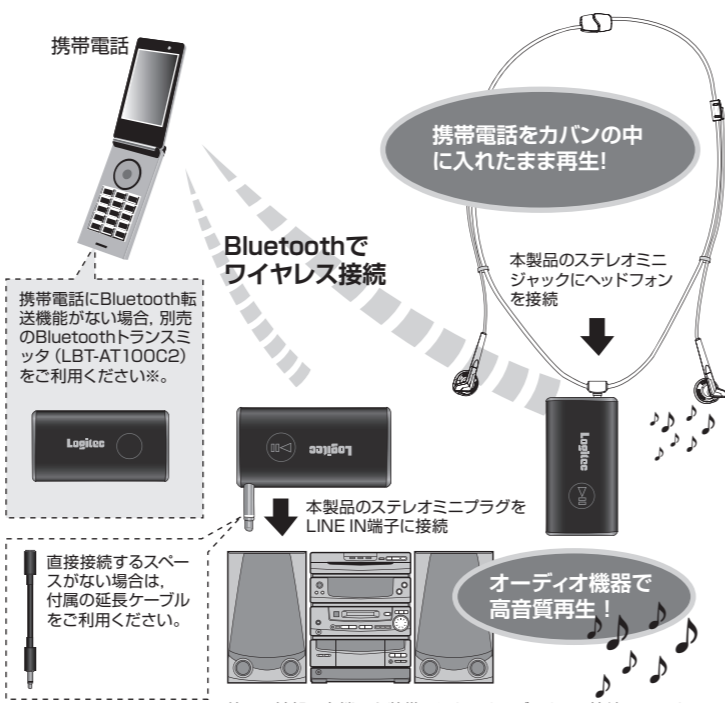 携帯電話
携帯電話をカバンの中
に入れたまま再生!
Bluetoothで
ワイヤレス接続
本製品のステレオミニ
ジャックにヘッドフォン
を接続
携帯電話にBluetooth転
送機能がない場合, 別売
のBluetoothトランスミ
ッタ (LBT-AT100C2)
をご利用ください※。
Logitec
Logitec
Logitec
本製品のステレオミニプラグを
LINE IN端子に接続
直接接続するスペー
スがない場合は,
付属の延長ケーブル
をご利用ください。
オーディオ機器で
高音質再生！